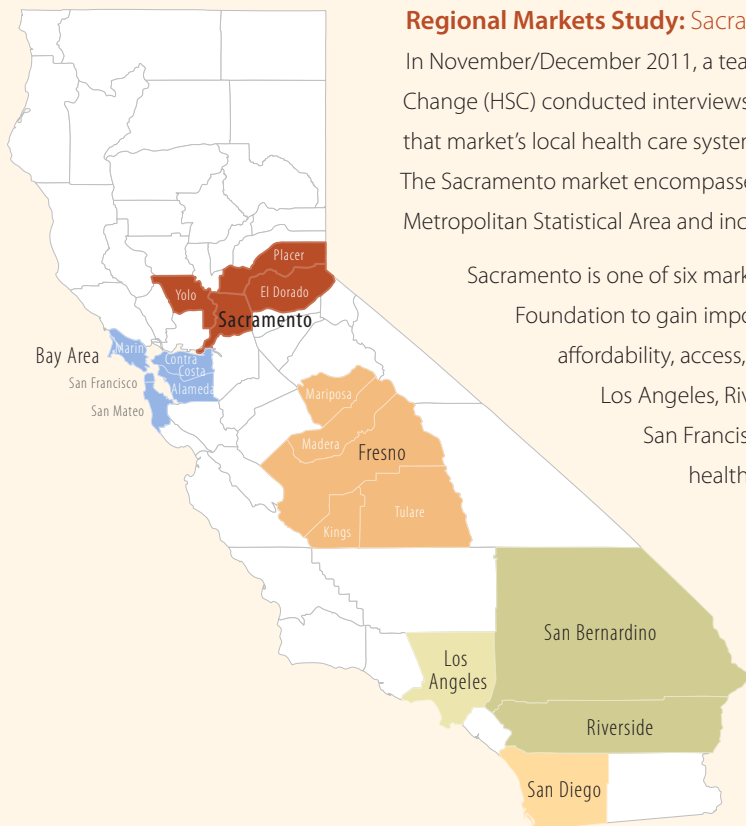 Regional Markets Study: Sacra
In November/December 2011, a tea
Change (HSC) conducted interviews
that market's local health care system
The Sacramento market encompasse
Metropolitan Statistical Area and inc
Sacramento is one of six mark
Foundation to gain impo
affordability, access,
Los Angeles, Riv
San Francis
health
Placer
El Dorado
Yolo
Sacramento
Bay Area
Marin
Contra
Costa
Alameda
San Francisco
San Mateo
Mariposa
Madera
Fresno
Kings
Tulare
San Bernardino
Los
Angeles
Riverside
San Diego